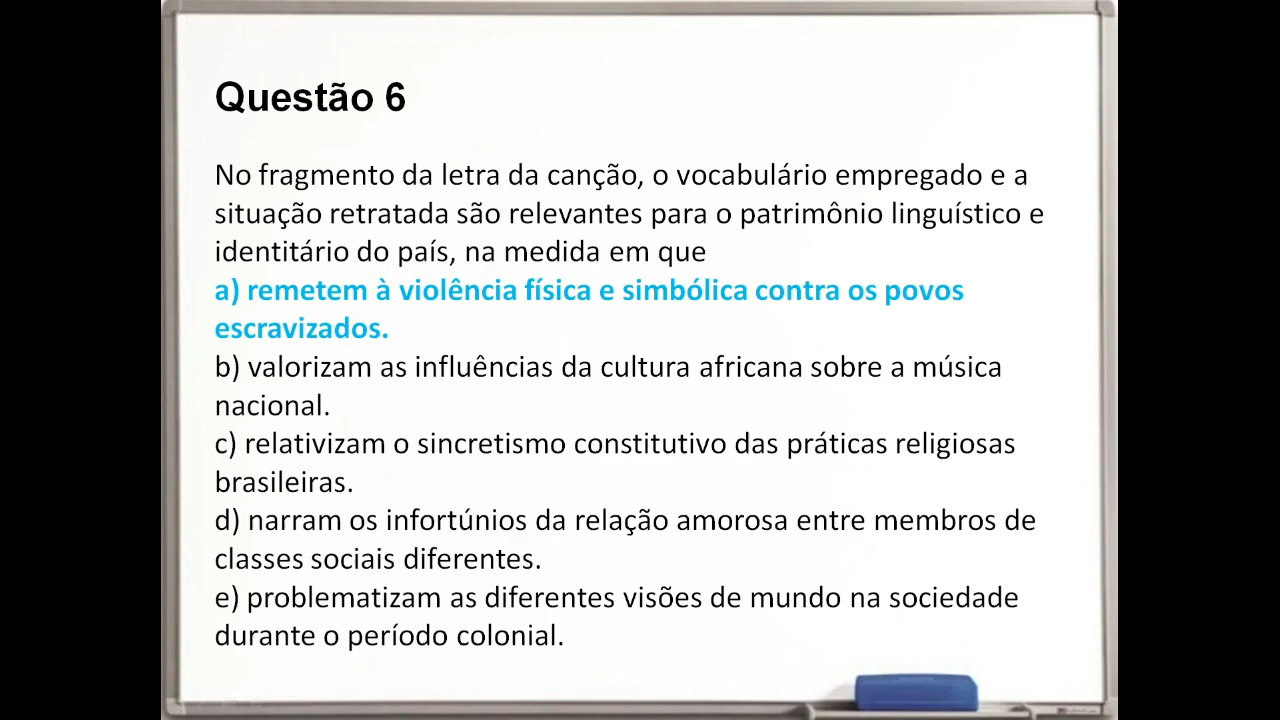 Questão 6
No fragmento da letra da canção, o vocabulário empregado e a
situação retratada são relevantes para o patrimônio linguístico e
identitário do país, na medida em que
a) remetem à violência física e simbólica contra os povos
escravizados.
b) valorizam as influências da cultura africana sobre a música
nacional.
c) relativizam o sincretismo constitutivo das práticas religiosas
brasileiras.
d) narram os infortúnios da relação amorosa entre membros de
classes sociais diferentes.
e) problematizam as diferentes visões de mundo na sociedade
durante o período colonial.